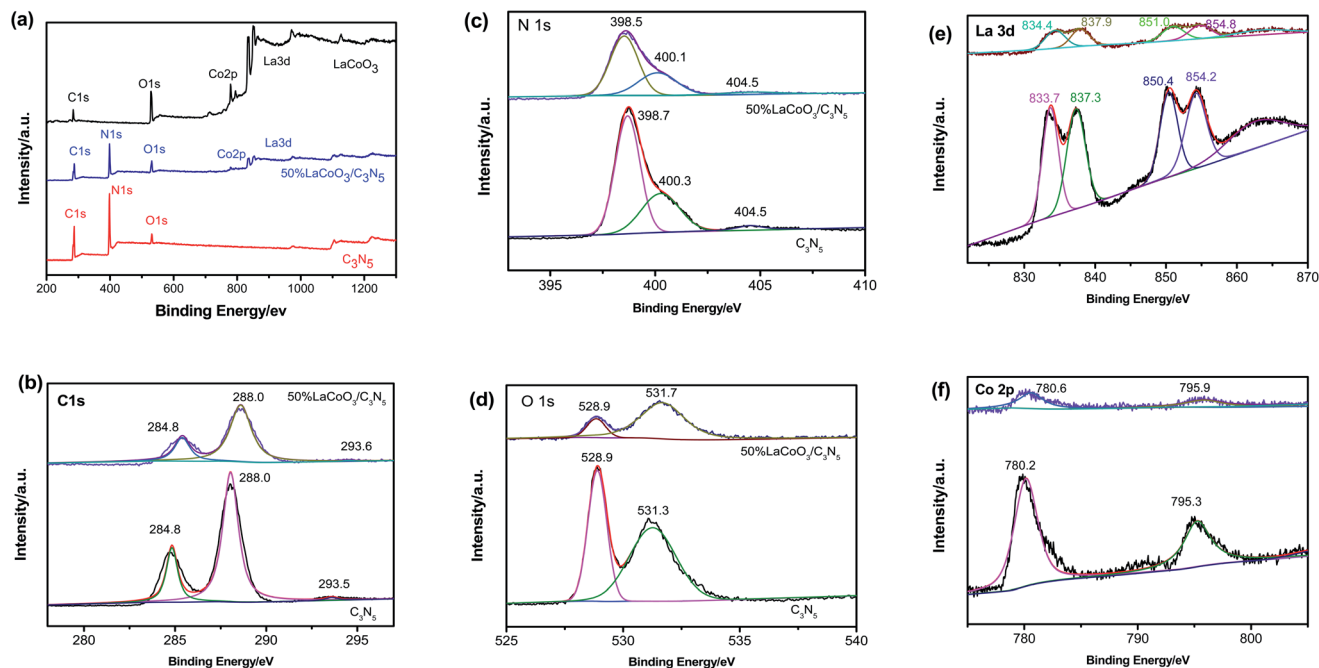 (a)
Intensity/a.u.
C1s
O1s
Co2p
La3d
LaCoO₃
C1s
N1s
O1s
Co2p
La3d
50%LaCoO₃/C₃N₅
C1s
N1s
O1s
C₃N₅
200 400 600 800 1000 1200
Binding Energy/ev
(c)
N 1s
Intensity/a.u.
398.5
400.1
404.5
50%LaCoO₃/C₃N₅
398.7
400.3
404.5
C₃N₅
395 400 405 410
Binding Energy/eV
(e)
La 3d
Intensity/a.u.
834.4 837.9 851.0 854.8
833.7 837.3 850.4 854.2
830 840 850 860 870
Binding Energy/eV
(b)
C1s
Intensity/a.u.
284.8
288.0
50%LaCoO₃/C₃N₅
293.6
284.8
288.0
293.5
C₃N₅
280 285 290 295
Binding Energy/eV
(d)
O 1s
Intensity/a.u.
528.9
531.7
50%LaCoO₃/C₃N₅
528.9
531.3
525 530 535 540
Binding Energy/eV
(f)
Co 2p
Intensity/a.u.
780.6
795.9
780.2
795.3
780 790 800
Binding Energy/eV